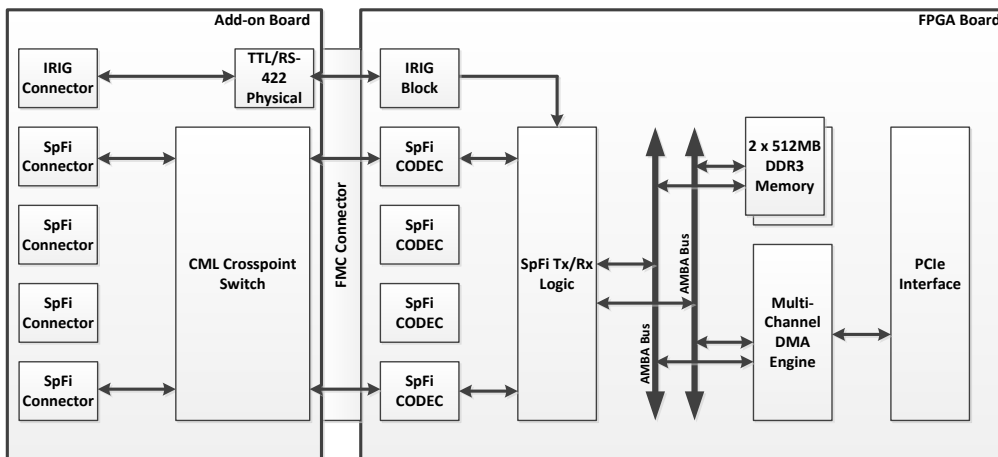 Add-on Board
FPGA Board
IRIG
Connector
TTL/RS-
422
Physical
IRIG
Block
SpFi
Connector
SpFi
Connector
SpFi
Connector
SpFi
Connector
CML Crosspoint
Switch
FMC Connector
SpFi
CODEC
SpFi
CODEC
SpFi
CODEC
SpFi
CODEC
SpFi Tx/Rx
Logic
AMBA Bus
AMBA Bus
2 x 512MB
DDR3
Memory
Multi-
Channel
DMA
Engine
PCIe
Interface